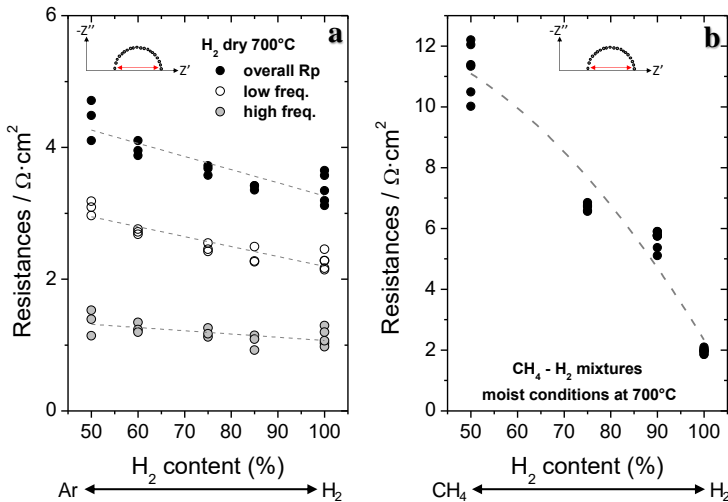 a
-Z''
Z'
H2 dry 700°C
overall Rp
low freq.
high freq.
Resistances / Ω·cm²
6
4
2
0
50 60 70 80 90 100
H2 content (%)
Ar H2
b
-Z''
Z'
Resistances / Ω·cm²
12
10
8
6
4
2
0
CH4 - H2 mixtures
moist conditions at 700°C
50 60 70 80 90 100
H2 content (%)
CH4 H2